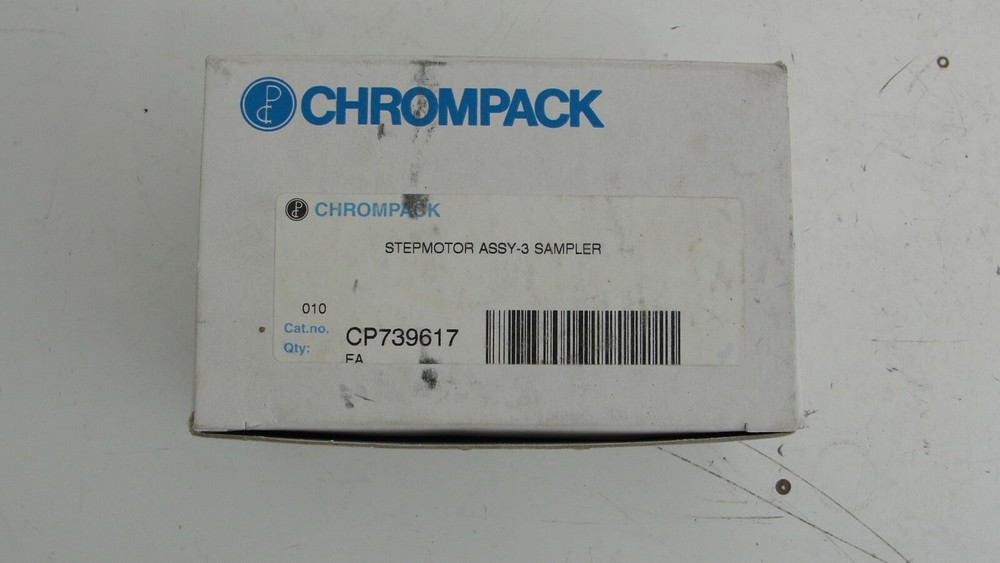 CHROMPACK
CHROMPACK
STEPMOTOR ASSY-3 SAMPLER
010
Cat.no. CP739617
Qty: EA